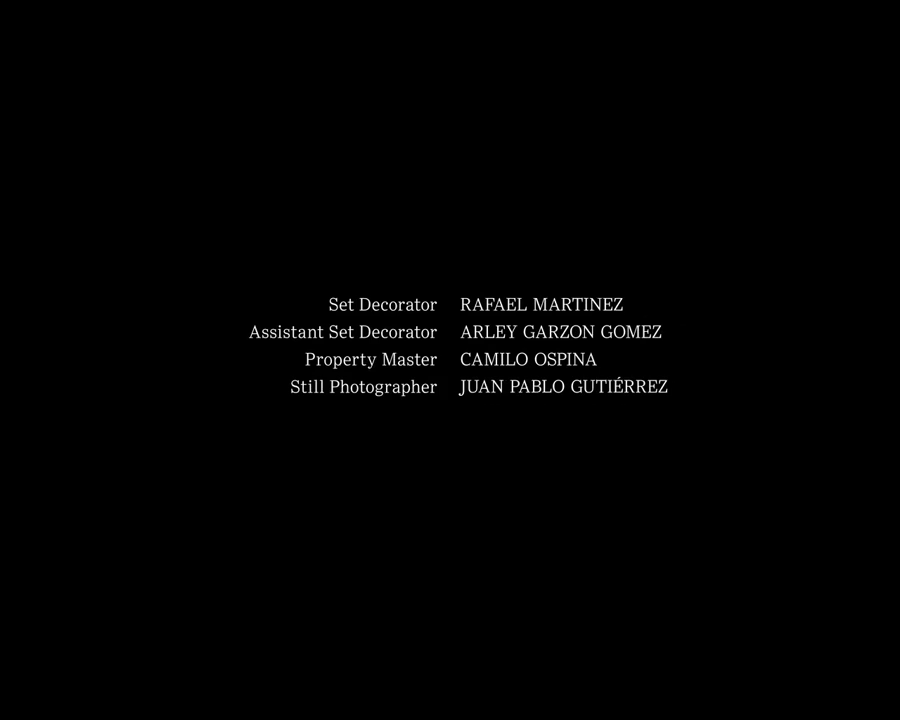 Set Decorator RAFAEL MARTINEZ
Assistant Set Decorator ARLEY GARZON GOMEZ
Property Master CAMILO OSPINA
Still Photographer JUAN PABLO GUTIÉRREZ